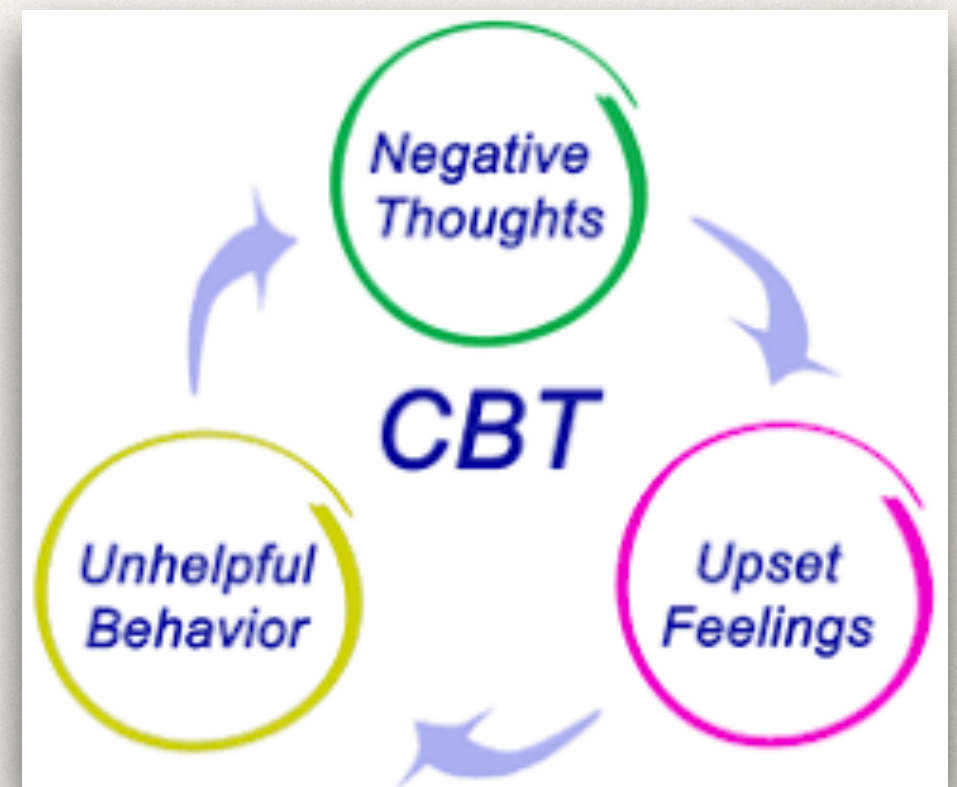 Negative
Thoughts
CBT
Unhelpful
Behavior
Upset
Feelings